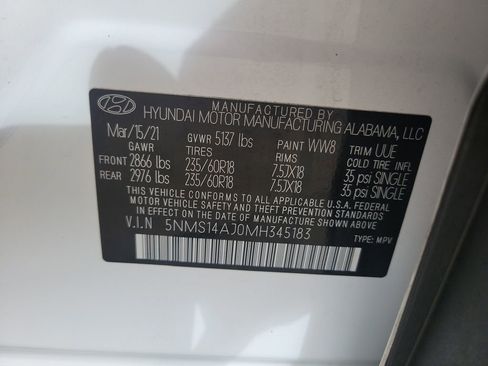 MANUFACTURED BY
HYUNDAI MOTOR MANUFACTURING ALABAMA, LLC
Mar/15/21 GVWR 5137 lbs PAINT WW8 TRIM UUE
GAWR TIRES RIMS COLD TIRE INF.
FRONT 2866 lbs 235/60R18 7.5JX18 35 psi SINGLE
REAR 2976 lbs 235/60R18 7.5JX18 35 psi SINGLE
THIS VEHICLE CONFORMS TO ALL APPLICABLE U.S.A. FEDERAL
MOTOR VEHICLE SAFETY AND THEFT PREVENTION STANDARDS
IN EFFECT ON THE DATE OF MANUFACTURE SHOWN ABOVE.
V.I.N 5NMS14AJ0MH345183
TYPE: MPV